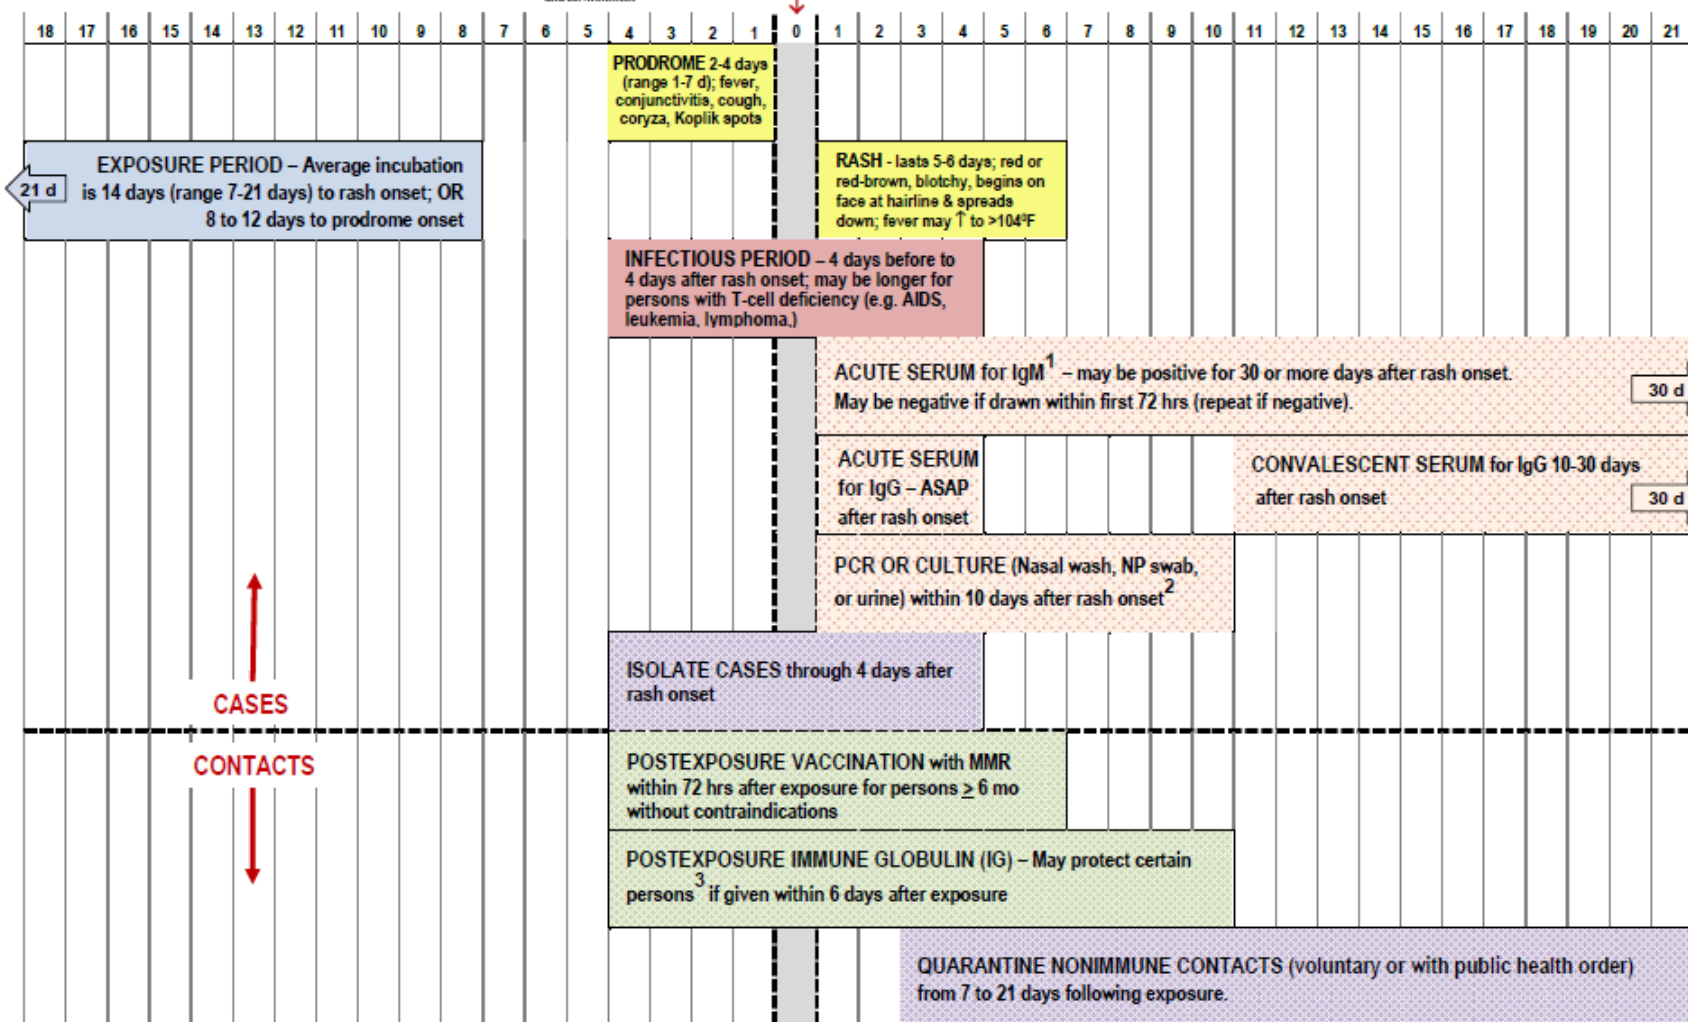 18 17 16 15 14 13 12 11 10 9 8 7 6 5 4 3 2 1 0 1 2 3 4 5 6 7 8 9 10 11 12 13 14 15 16 17 18 19 20 21
PRODROME 2-4 days
(range 1-7 d); fever,
conjunctivitis, cough,
coryza, Koplik spots
21 d
EXPOSURE PERIOD – Average incubation
is 14 days (range 7-21 days) to rash onset; OR
8 to 12 days to prodrome onset
RASH - lasts 5-6 days; red or
red-brown, blotchy, begins on
face at hairline & spreads
down; fever may ↑ to >104ºF
INFECTIOUS PERIOD – 4 days before to
4 days after rash onset; may be longer for
persons with T-cell deficiency (e.g. AIDS,
leukemia, lymphoma,)
ACUTE SERUM for IgM1 – may be positive for 30 or more days after rash onset.
May be negative if drawn within first 72 hrs (repeat if negative).
30 d
ACUTE SERUM
for IgG – ASAP
after rash onset
CONVALESCENT SERUM for IgG 10-30 days
after rash onset
30 d
PCR OR CULTURE (Nasal wash, NP swab,
or urine) within 10 days after rash onset2
ISOLATE CASES through 4 days after
rash onset
CASES
CONTACTS
POSTEXPOSURE VACCINATION with MMR
within 72 hrs after exposure for persons ≥ 6 mo
without contraindications
POSTEXPOSURE IMMUNE GLOBULIN (IG) – May protect certain
persons3 if given within 6 days after exposure
QUARANTINE NONIMMUNE CONTACTS (voluntary or with public health order)
from 7 to 21 days following exposure.